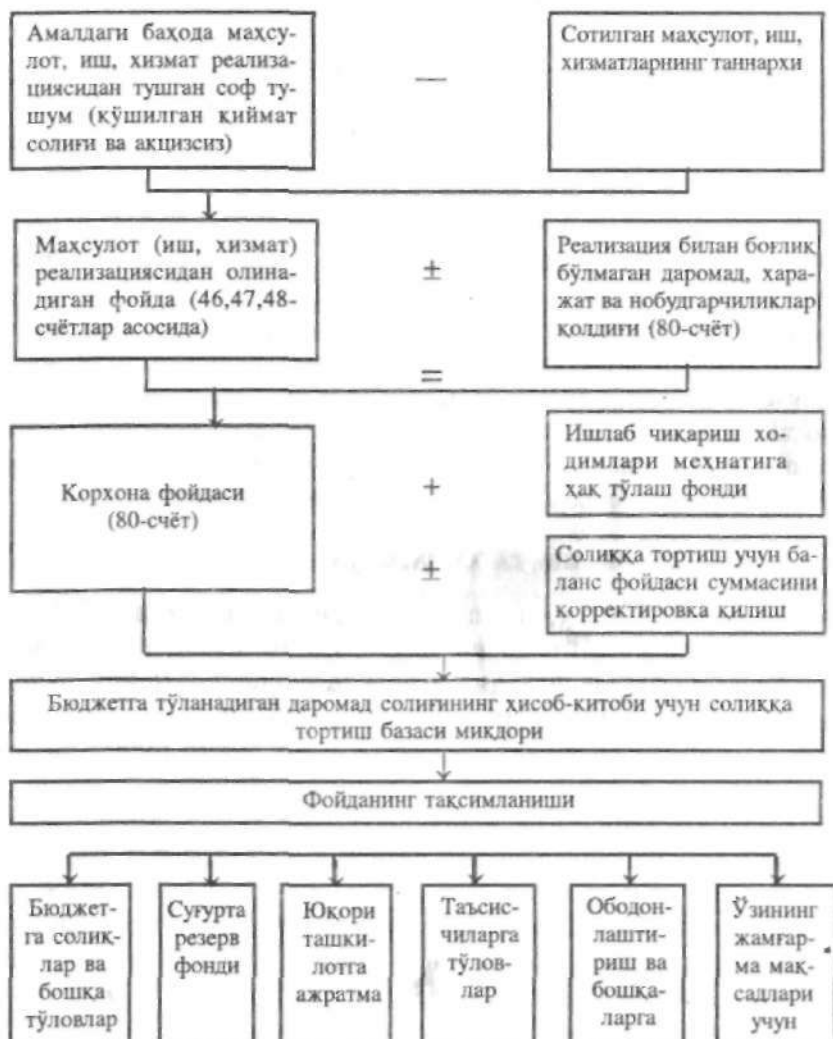 Амалдаги баҳода маҳсу-
лот, иш, хизмат реализа-
циясидан тушган соф ту-
шум (қўшилган қиймат
солиғи ва акцизсиз)
—
Сотилган маҳсулот, иш,
хизматларнинг таннархи
Маҳсулот (иш, хизмат)
реализациясидан олина-
диган фойда (46,47,48-
счётлар асосида)
±
Реализация билан боғлиқ
бўлмаган даромад, хара-
жат ва нобудгарчиликлар
қолдиғи (80-счёт)
=
Корхона фойдаси
(80-счёт)
+
Ишлаб чиқариш хо-
димлари меҳнатига
ҳақ тўлаш фонди
±
Солиққа тортиш учун ба-
ланс фойдаси суммасини
корректировка қилиш
Бюджетга тўланадиган даромад солиғининг ҳисоб-китоби учун солиққа
тортиш базаси миқдори
Фойданинг тақсимланиши
Бюджет-
га солиқ-
лар ва
бошқа
тўловлар
Суғурта
резерв
фонди
Юқори
ташки-
лотга
ажратма
Таъсис-
чиларга
тўлов-
лар
Ободон-
лашти-
риш ва
бошқа-
ларга
Ўзининг
жамғар-
ма мақ-
садлари
учун